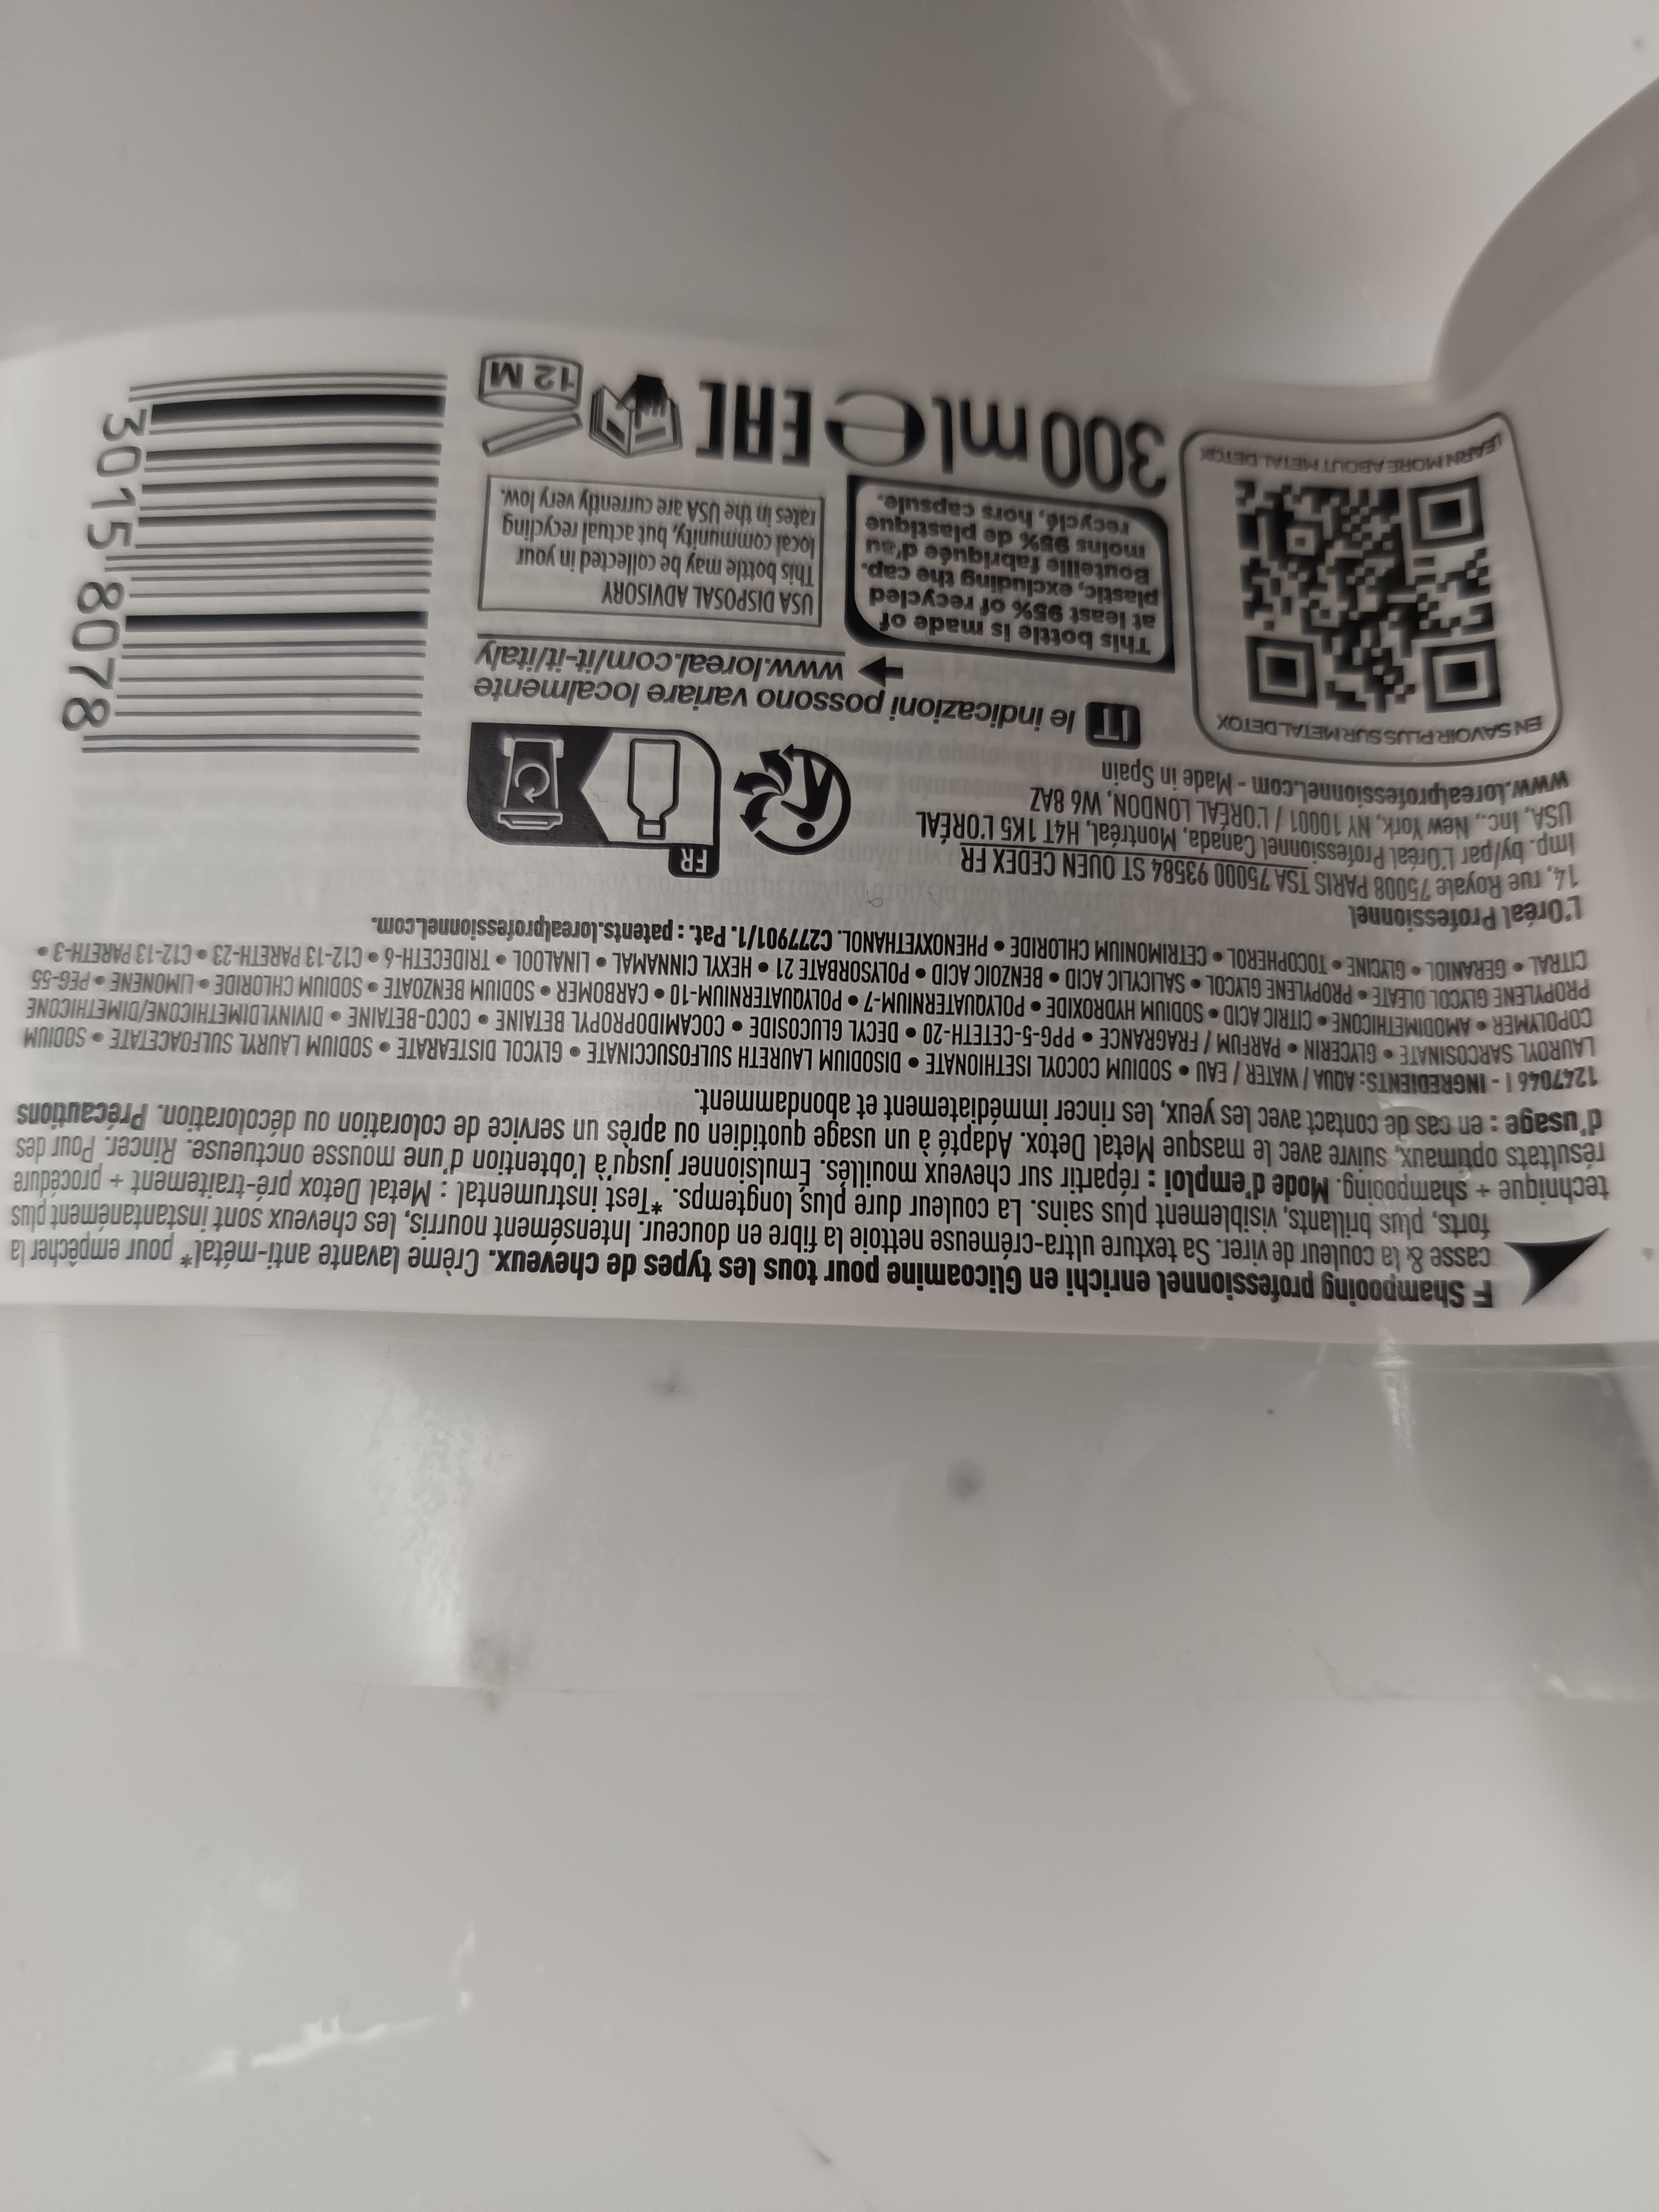 F Shampooing professionnel enrichi en Glicoamine pour tous les types de cheveux. Crème lavante anti-métal* pour empêcher la
casse & la couleur de virer. Sa texture ultra-crémeuse nettoie la fibre en douceur. Intensément nourris, les cheveux sont instantanément plus
forts, plus brillants, visiblement plus sains. La couleur dure plus longtemps. *Test instrumental : Metal Detox pré-traitement + procédure
technique + shampooing. Mode d'emploi : répartir sur cheveux mouillés. Émulsionner jusqu'à l'obtention d'une mousse onctueuse. Rincer. Pour des
résultats optimaux, suivre avec le masque Metal Detox. Adapté à un usage quotidien ou après un service de coloration ou décoloration. Précautions
d'usage : en cas de contact avec les yeux, les rincer immédiatement et abondamment.
1247046 I - INGREDIENTS: AQUA / WATER / EAU • SODIUM COCOYL ISETHIONATE • DISODIUM LAURETH SULFOSUCCINATE • GLYCOL DISTEARATE • SODIUM LAURYL SULFOACETATE • SODIUM
LAUROYL SARCOSINATE • GLYCERIN • PARFUM / FRAGRANCE • PPG-5-CETETH-20 • DECYL GLUCOSIDE • COCAMIDOPROPYL BETAINE • COCO-BETAINE • DIVINYLDIMETHICONE/DIMETHICONE
COPOLYMER • AMODIMETHICONE • CITRIC ACID • SODIUM HYDROXIDE • POLYQUATERNIUM-7 • POLYQUATERNIUM-10 • CARBOMER • SODIUM BENZOATE • SODIUM CHLORIDE • LIMONENE • PEG-55
PROPYLENE GLYCOL OLEATE • PROPYLENE GLYCOL • SALICYLIC ACID • BENZOIC ACID • POLYSORBATE 21 • HEXYL CINNAMAL • LINALOOL • TRIDECETH-6 • C12-13 PARETH-23 • C12-13 PARETH-3 •
CITRAL • GERANIOL • GLYCINE • TOCOPHEROL • CETRIMONIUM CHLORIDE • PHENOXYETHANOL. C277901/1. Pat. : patents.lorealprofessionnel.com.
L'Oréal Professionnel
14, rue Royale 75008 PARIS TSA 75000 93584 ST OUEN CEDEX FR
Imp. by/par L'Oréal Professionnel Canada, Montréal, H4T 1K5 L'ORÉAL
USA, Inc., New York, NY 10001 / L'ORÉAL LONDON, W6 8AZ
www.lorealprofessionnel.com - Made in Spain
FR
EN SAVOIR PLUS SUR METAL DETOX
LEARN MORE ABOUT METAL DETOX
IT le indicazioni possono variare localmente
www.loreal.com/it-it/italy
This bottle is made of
at least 95% of recycled
plastic, excluding the cap.
Bouteille fabriquée d'au
moins 95% de plastique
recyclé, hors capsule.
USA DISPOSAL ADVISORY
This bottle may be collected in your
local community, but actual recycling
rates in the USA are currently very low.
300 ml e EAC
12 M
3015 8078